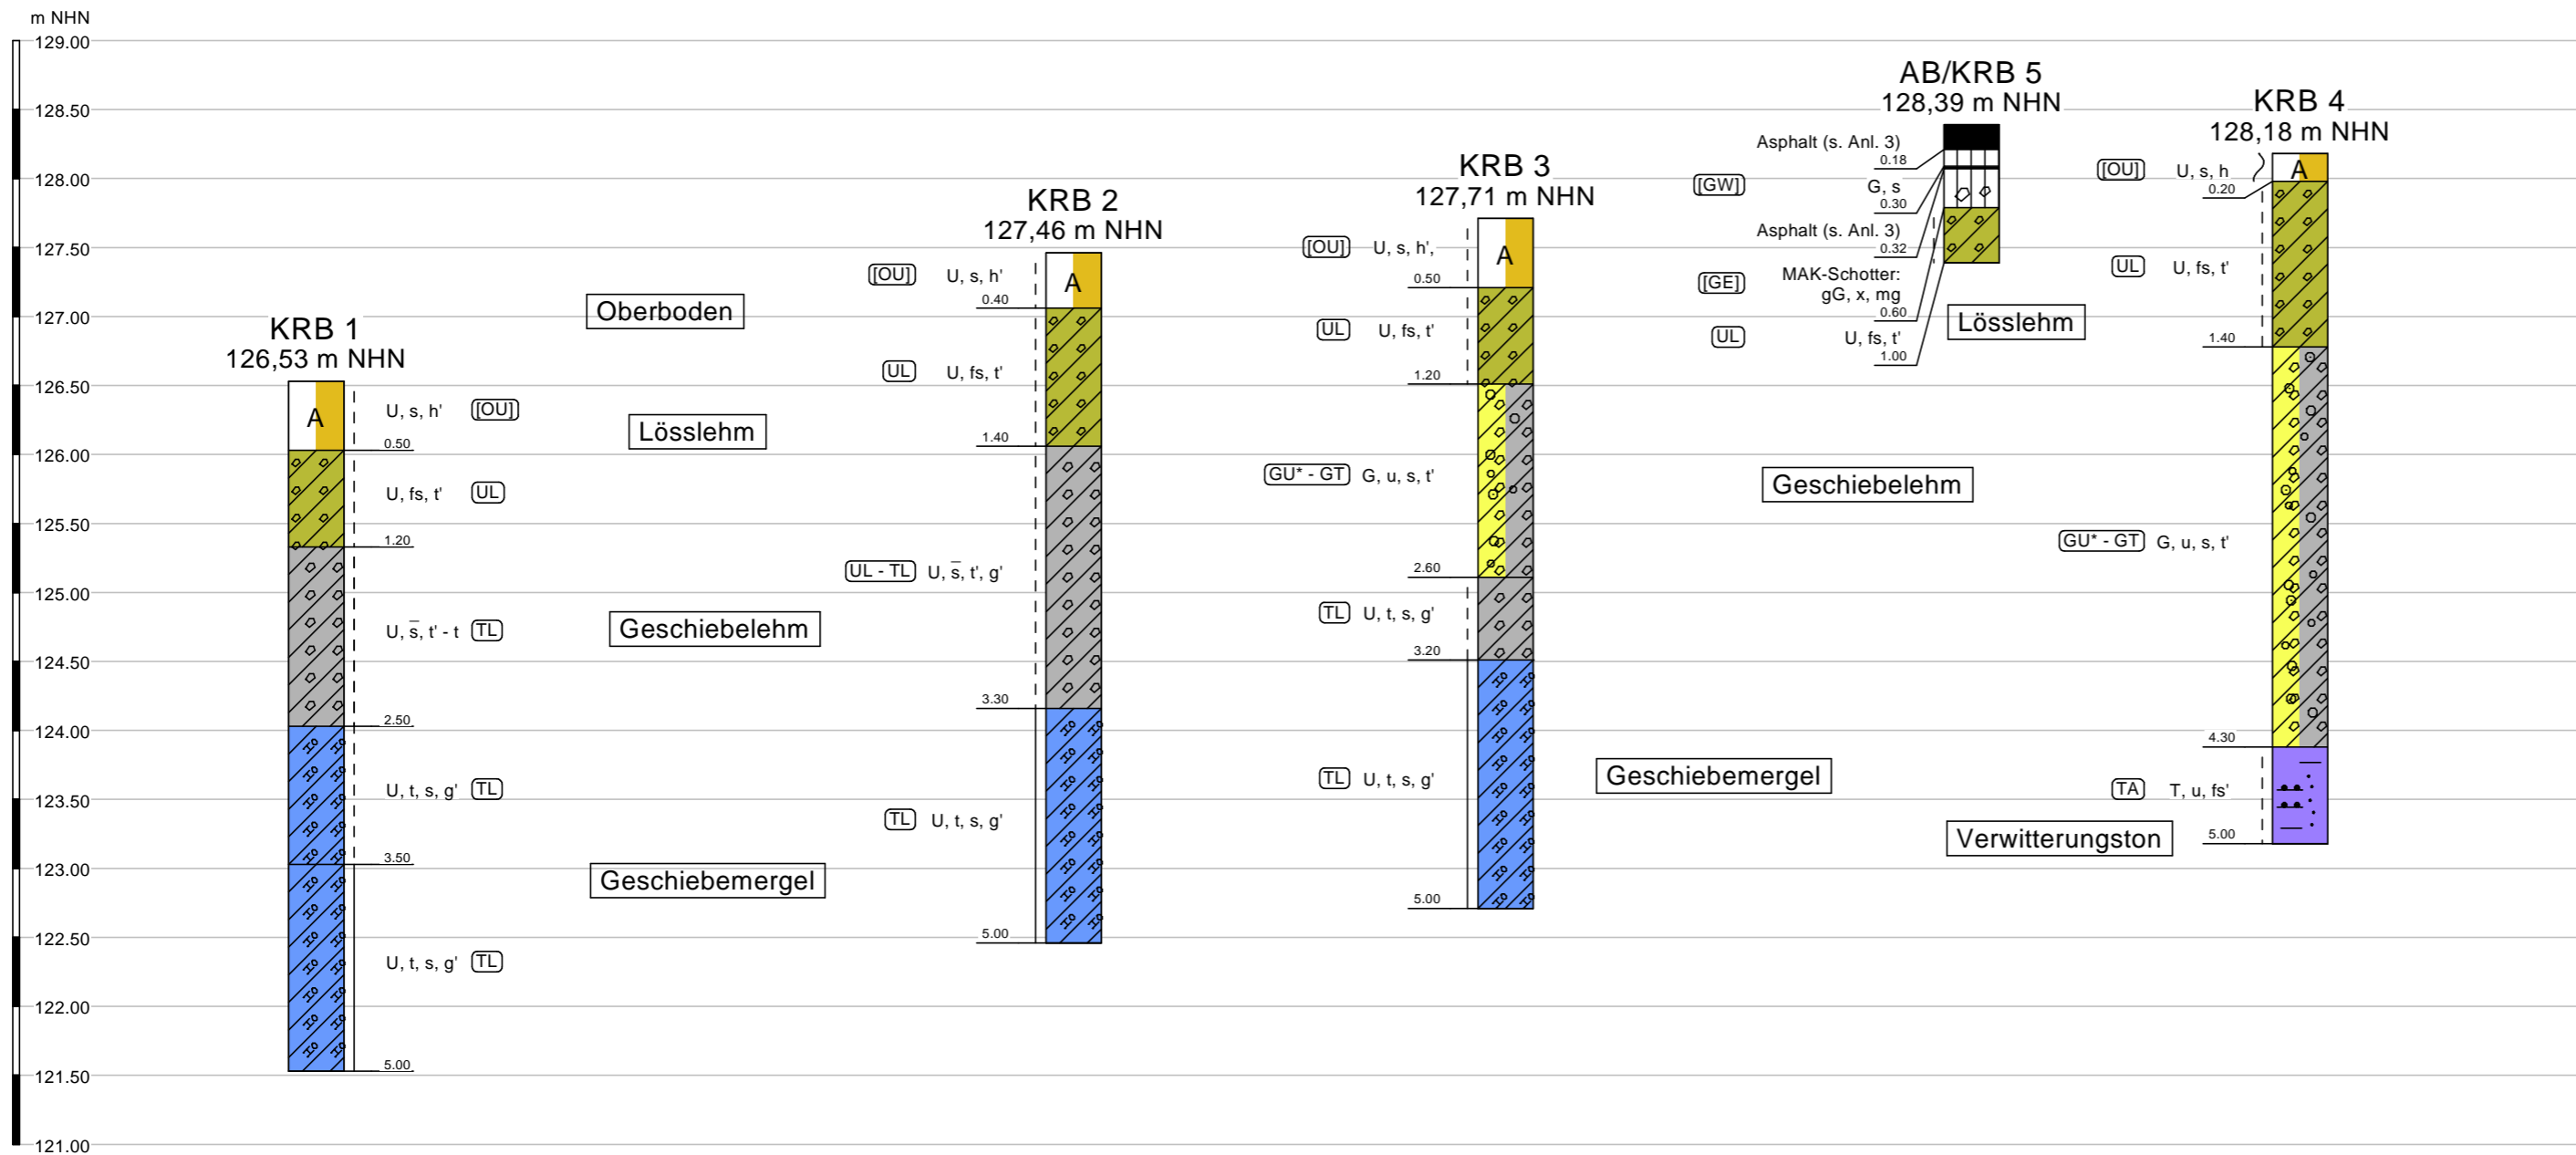 m NHN
129.00
128.50
128.00
127.50
127.00
126.50
126.00
125.50
125.00
124.50
124.00
123.50
123.00
122.50
122.00
121.50
121.00
KRB 1
126,53 m NHN
A
U, s, h' [OU]
0.50
U, fs, t' UL
1.20
U, s̅, t' - t TL
2.50
U, t, s, g' TL
3.50
U, t, s, g' TL
5.00
Oberboden
Lösslehm
Geschiebelehm
Geschiebemergel
KRB 2
127,46 m NHN
A
[OU] U, s, h'
0.40
UL U, fs, t'
1.40
UL - TL U, s̅, t', g'
3.30
TL U, t, s, g'
5.00
KRB 3
127,71 m NHN
A
[OU] U, s, h',
0.50
UL U, fs, t'
1.20
GU* - GT G, u, s, t'
2.60
TL U, t, s, g'
3.20
TL U, t, s, g'
5.00
Geschiebemergel
AB/KRB 5
128,39 m NHN
Asphalt (s. Anl. 3)
0.18
[GW] G, s
0.30
Asphalt (s. Anl. 3)
0.32
[GE] MAK-Schotter:
gG, x, mg
0.60
UL U, fs, t'
1.00
Lösslehm
Geschiebelehm
Verwitterungston
KRB 4
128,18 m NHN
A
[OU] U, s, h
0.20
UL U, fs, t'
1.40
GU* - GT G, u, s, t'
4.30
TA T, u, fs'
5.00